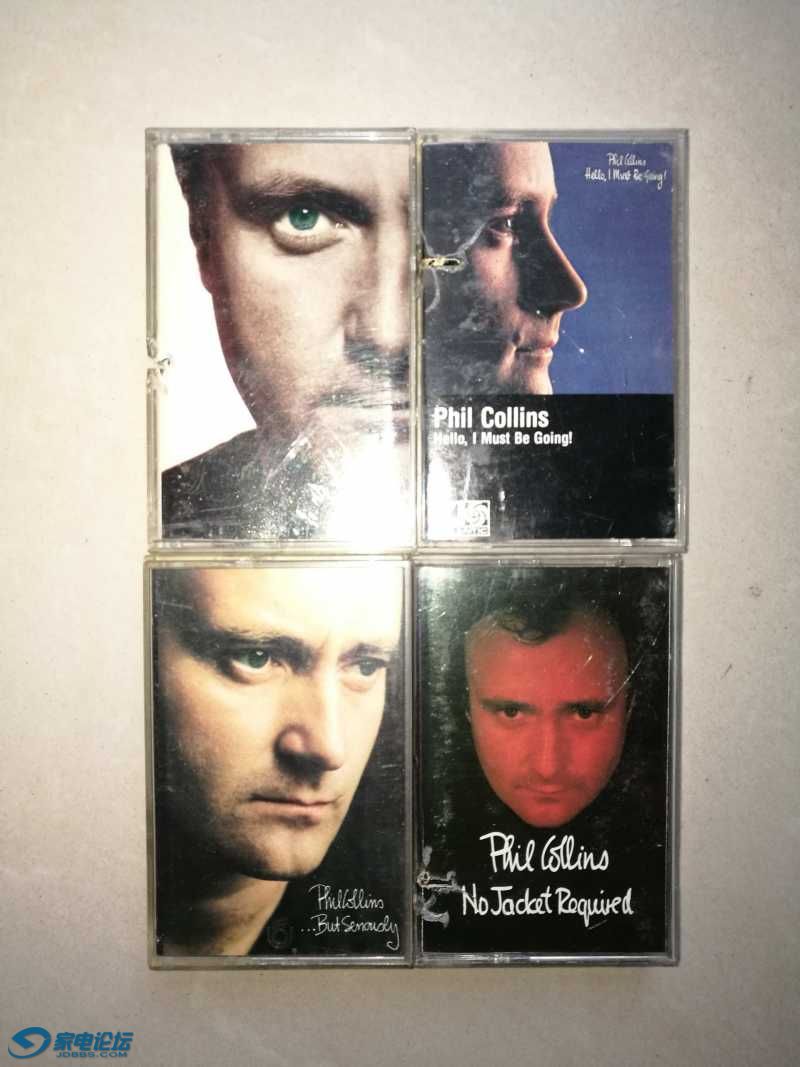 Phil Collins
Hello, I Must Be Going!
Phil Collins
Hello, I Must Be Going!
Phil Collins
...But Seriously
Phil Collins
No Jacket Required
家电论坛
JDBBS.COM